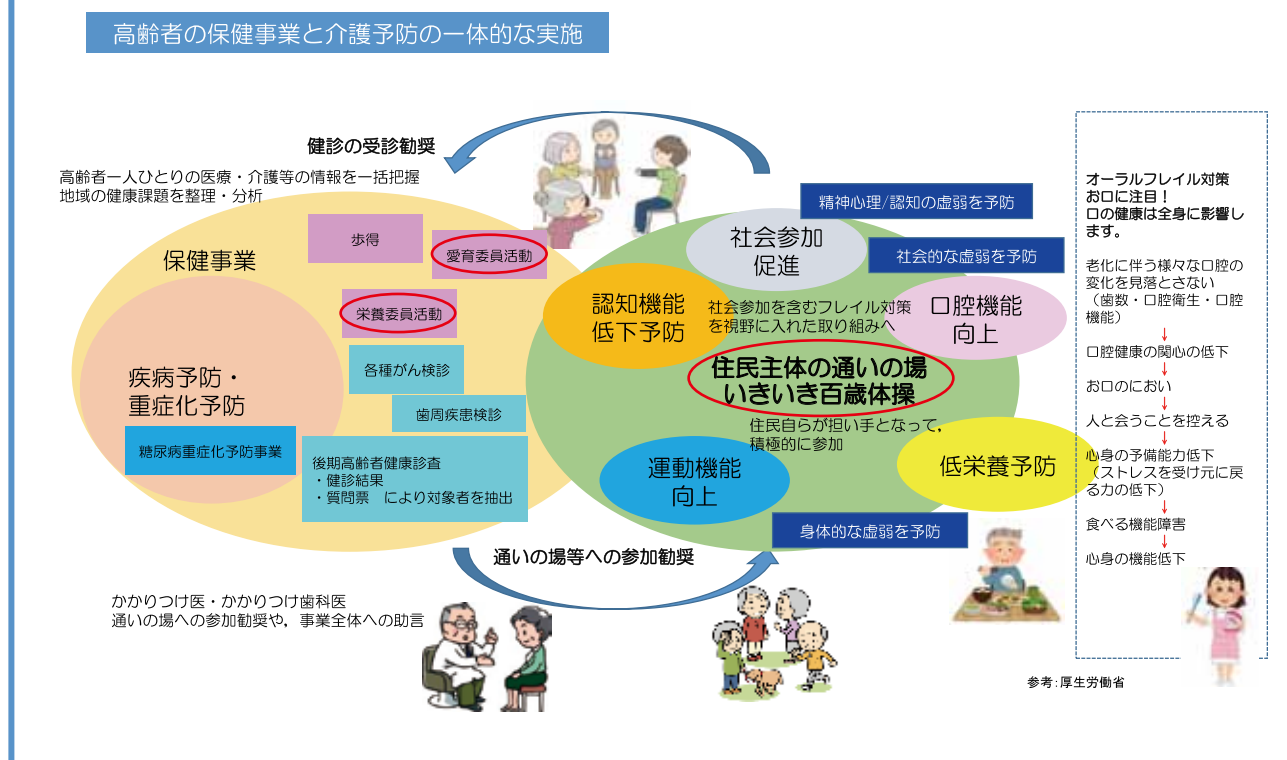 高齢者の保健事業と介護予防の一体的な実施
健診の受診勧奨
高齢者一人ひとりの医療・介護等の情報を一括把握
地域の健康課題を整理・分析
保健事業
歩得
愛育委員活動
栄養委員活動
各種がん検診
歯周疾患検診
疾病予防・
重症化予防
糖尿病重症化予防事業
後期高齢者健康診査
・健診結果
・質問票　により対象者を抽出
精神心理/認知の虚弱を予防
社会参加
促進
社会的な虚弱を予防
認知機能
低下予防
社会参加を含むフレイル対策
を視野に入れた取り組みへ
口腔機能
向上
住民主体の通いの場
いきいき百歳体操
住民自らが担い手となって,
積極的に参加
運動機能
向上
低栄養予防
身体的な虚弱を予防
通いの場等への参加勧奨
かかりつけ医・かかりつけ歯科医
通いの場への参加勧奨や, 事業全体への助言
オーラルフレイル対策
お口に注目！
口の健康は全身に影響し
ます。
老化に伴う様々な口腔の
変化を見落とさない
（歯数・口腔衛生・口腔
機能）
↓
口腔健康の関心の低下
↓
お口のにおい
↓
人と会うことを控える
↓
心身の予備能力低下
（ストレスを受け元に戻
る力の低下）
↓
食べる機能障害
↓
心身の機能低下
参考：厚生労働省